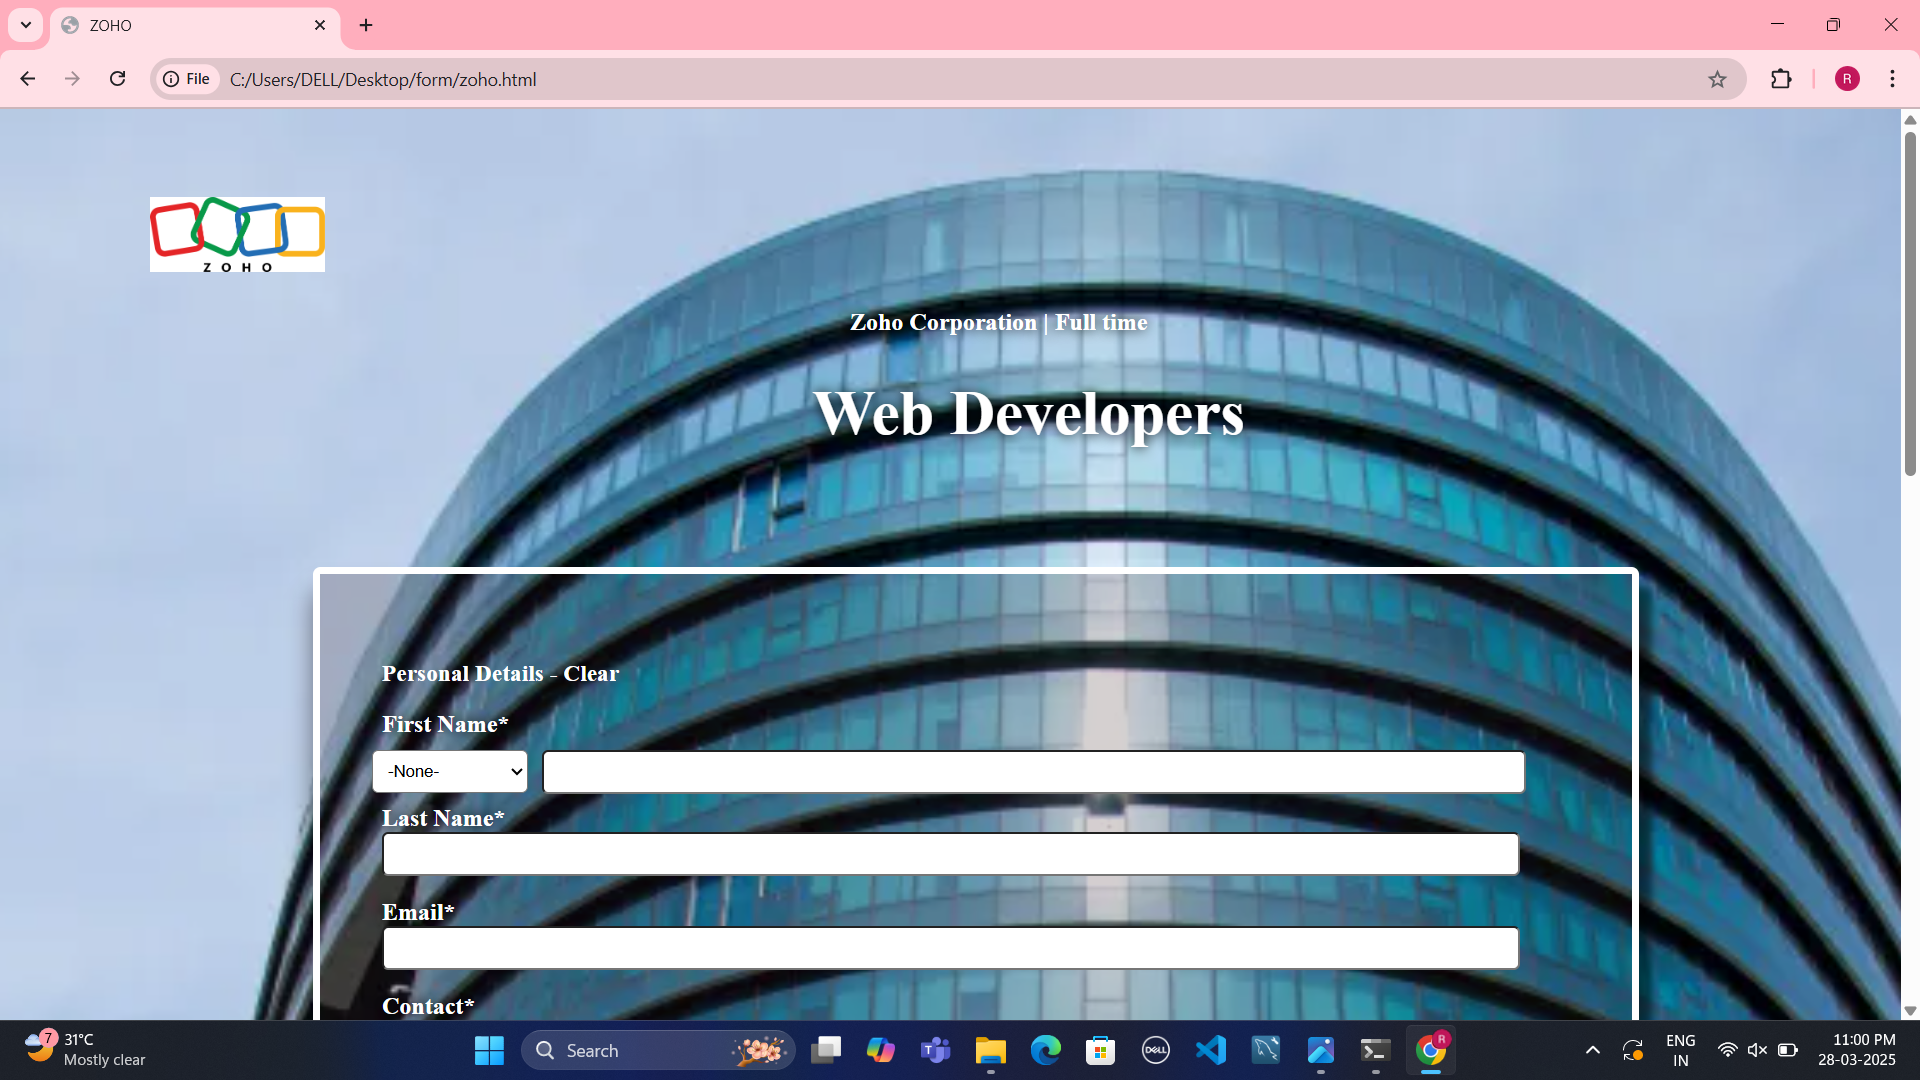 ZOHO
File
C:/Users/DELL/Desktop/form/zoho.html
R
ZOHO
Zoho Corporation | Full time
Web Developers
Personal Details - Clear
First Name*
-None-
Last Name*
Email*
Contact*
7
31°C
Mostly clear
Search
T
DELL
R
ENG
IN
11:00 PM
28-03-2025